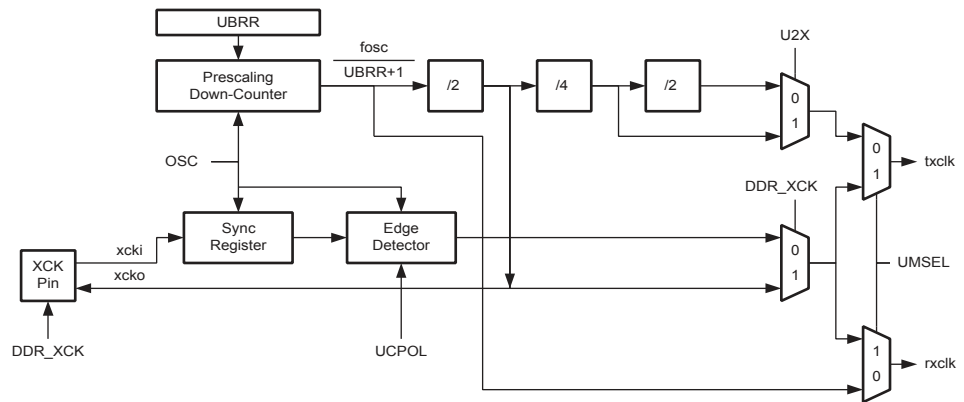 UBRR
fosc
UBRR+1
U2X
Prescaling
Down-Counter
/2
/4
/2
0
1
OSC
0
1
txclk
DDR_XCK
Sync
Register
Edge
Detector
xcki
XCK
Pin
xcko
0
1
UMSEL
DDR_XCK
UCPOL
1
0
rxclk